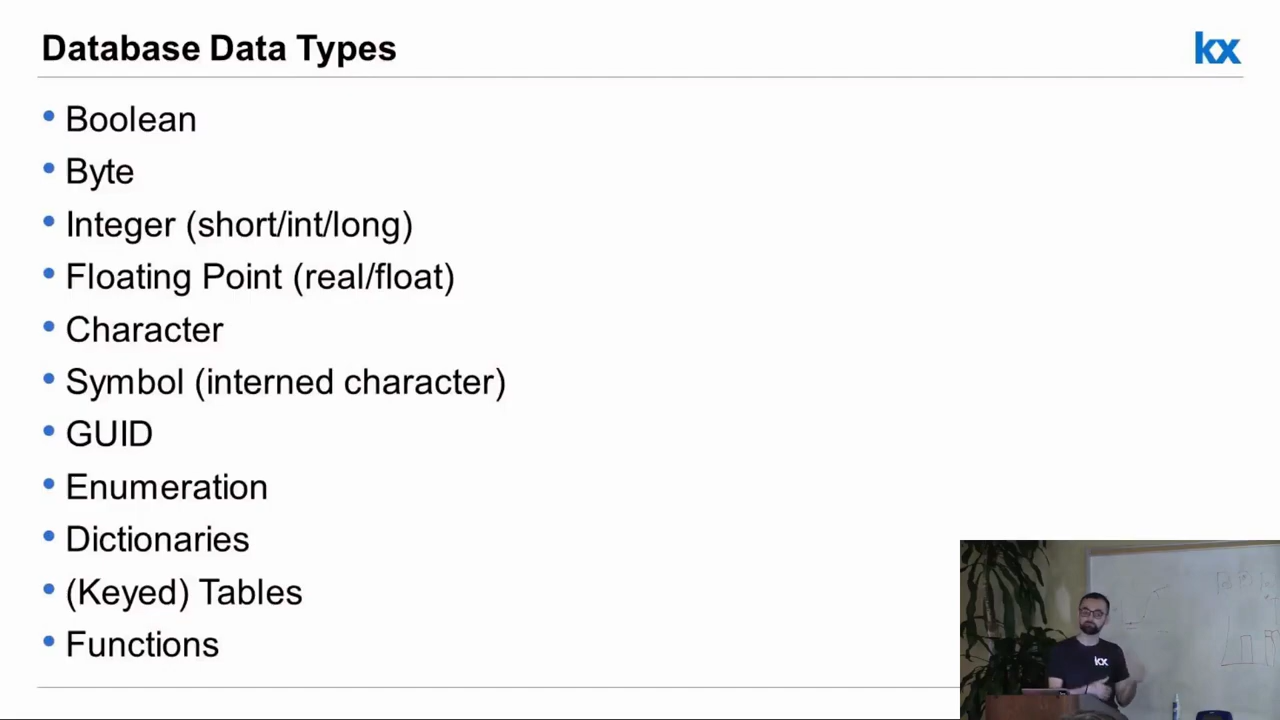 Database Data Types
kx
Boolean
Byte
Integer (short/int/long)
Floating Point (real/float)
Character
Symbol (interned character)
GUID
Enumeration
Dictionaries
(Keyed) Tables
Functions
kx